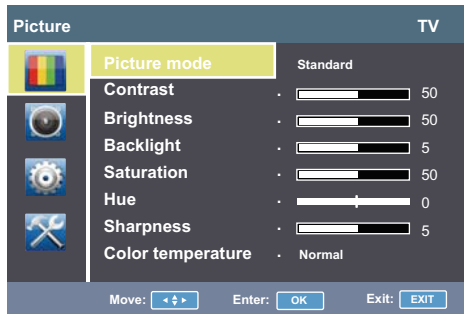 Picture TV
Picture mode Standard
Contrast . 50
Brightness . 50
Backlight . 5
Saturation . 50
Hue . 0
Sharpness . 5
Color temperature . Normal
Move: Enter: OK Exit: EXIT